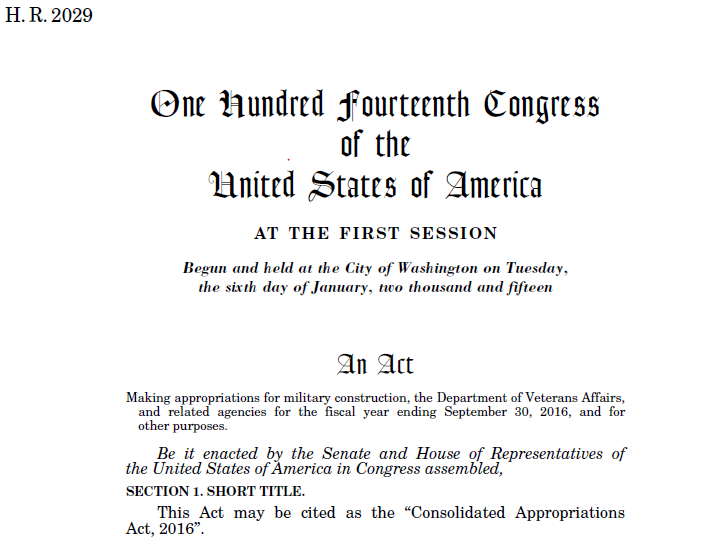 H. R. 2029
One Hundred Fourteenth Congress
of the
United States of America
AT THE FIRST SESSION
Begun and held at the City of Washington on Tuesday,
the sixth day of January, two thousand and fifteen
An Act
Making appropriations for military construction, the Department of Veterans Affairs,
and related agencies for the fiscal year ending September 30, 2016, and for
other purposes.
Be it enacted by the Senate and House of Representatives of
the United States of America in Congress assembled,
SECTION 1. SHORT TITLE.
This Act may be cited as the “Consolidated Appropriations
Act, 2016”.